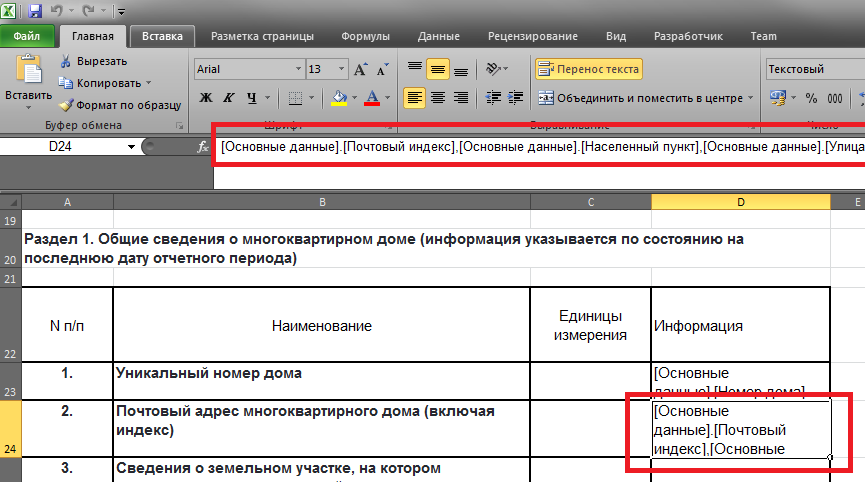 Файл Главная Вставка Разметка страницы Формулы Данные Рецензирование Вид Разработчик Team
Вставить
Вырезать
Копировать
Формат по образцу
Буфер обмена
Arial 13
Ж К Ч
Шрифт
Перенос текста
Объединить и поместить в центре
Выравнивание
Текстовый
% 000
Число
D24 fx [Основные данные].[Почтовый индекс],[Основные данные].[Населенный пункт],[Основные данные].[Улица
A B C D E
19
20 Раздел 1. Общие сведения о многоквартирном доме (информация указывается по состоянию на
последнюю дату отчетного периода)
21
22 N п/п Наименование Единицы
измерения Информация
23 1. Уникальный номер дома [Основные
данные].[Номер дома]
24 2. Почтовый адрес многоквартирного дома (включая
индекс) [Основные
данные].[Почтовый
индекс],[Основные
3. Сведения о земельном участке, на котором